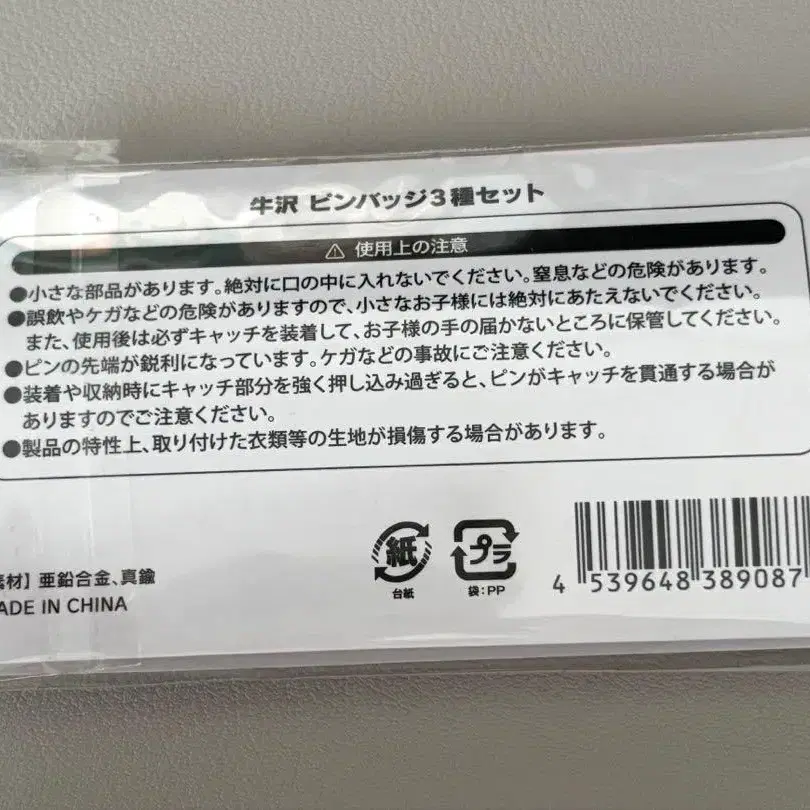 牛沢 ピンバッジ3種セット
⚠ 使用上の注意
●小さな部品があります。絶対に口の中に入れないでください。窒息などの危険があります。
●誤飲やケガなどの危険がありますので、小さなお子様には絶対にあたえないでください。
また、使用後は必ずキャッチを装着して、お子様の手の届かないところに保管してください。
●ピンの先端が鋭利になっています。ケガなどの事故にご注意ください。
●装着や収納時にキャッチ部分を強く押し込み過ぎると、ピンがキャッチを貫通する場合が
ありますのでご注意ください。
●製品の特性上、取り付けた衣類等の生地が損傷する場合があります。
紙
台紙
プラ
袋:PP
素材】亜鉛合金、真鍮
ADE IN CHINA
4 539648 389087